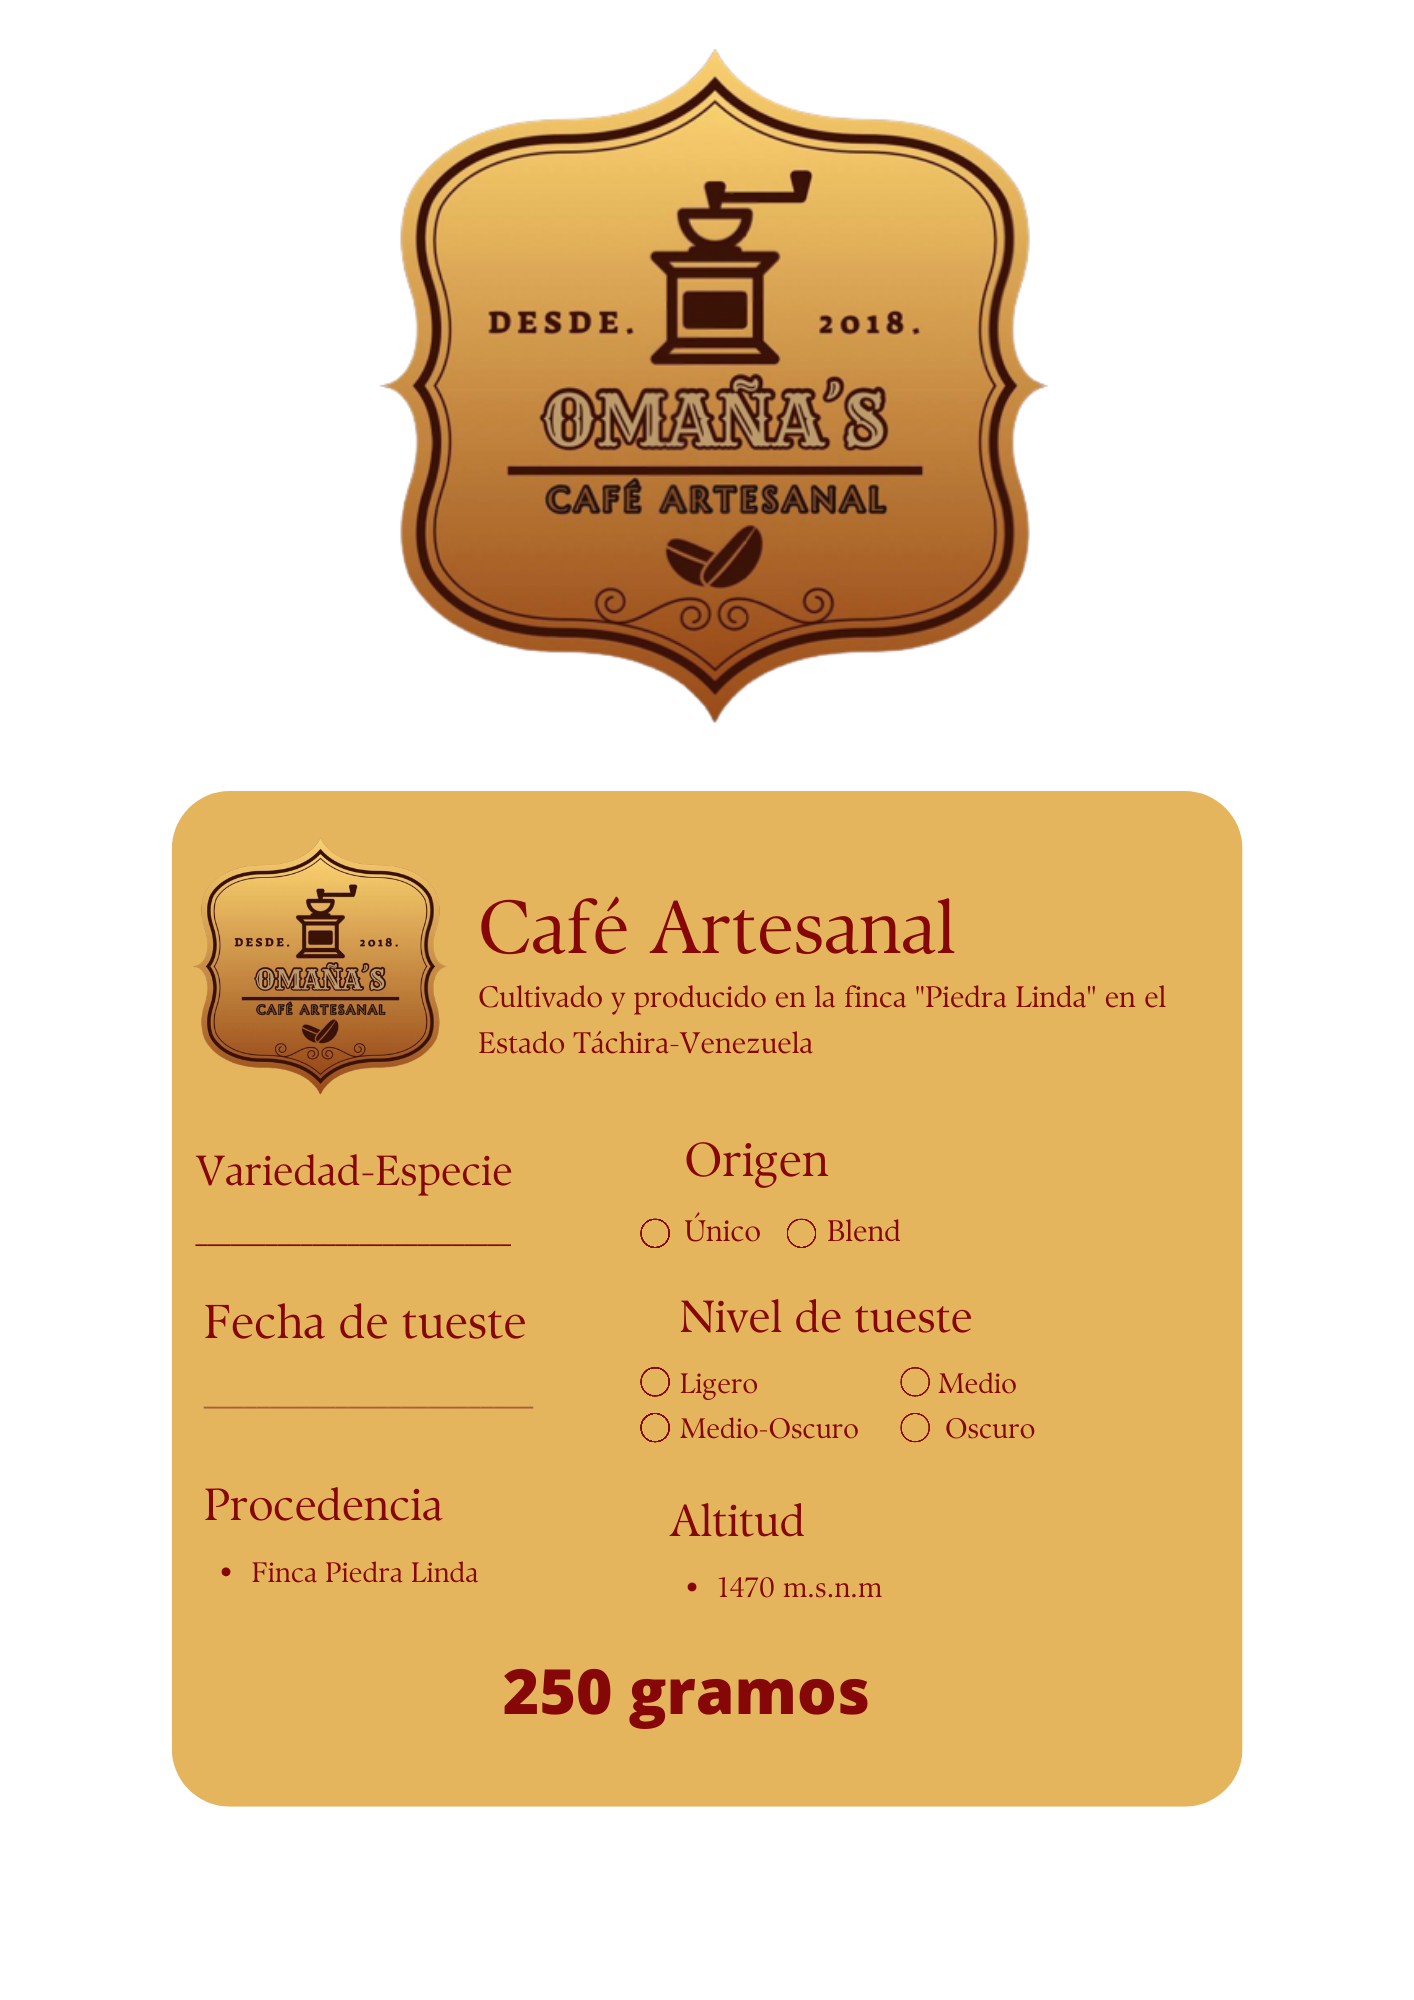 DESDE. 2018.
OMAÑA'S
CAFÉ ARTESANAL
DESDE. 2018.
OMAÑA'S
CAFÉ ARTESANAL
Café Artesanal
Cultivado y producido en la finca "Piedra Linda" en el
Estado Táchira-Venezuela
Variedad-Especie
Origen
Único Blend
Fecha de tueste
Nivel de tueste
Ligero Medio
Medio-Oscuro Oscuro
Procedencia
• Finca Piedra Linda
Altitud
• 1470 m.s.n.m
250 gramos